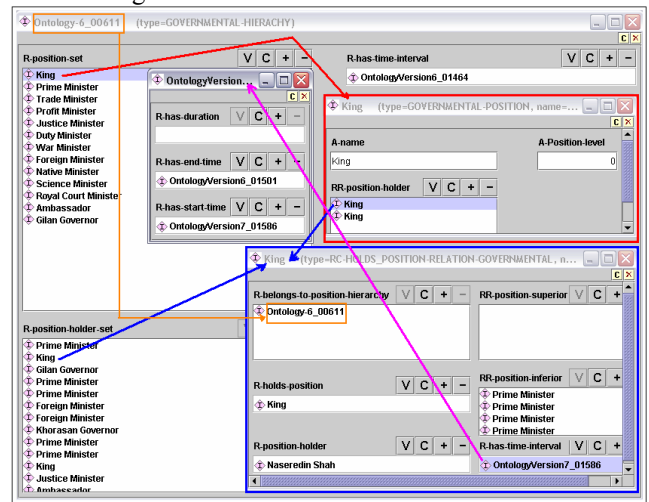 Ontology-6_00611 (type=GOVERNMENTAL-HIERACHY)
R-position-set
V C + −
King
Prime Minister
Trade Minister
Profit Minister
Justice Minister
Duty Minister
War Minister
Foreign Minister
Native Minister
Science Minister
Royal Court Minister
Ambassador
Gilan Governor
R-has-time-interval
V C + −
OntologyVersion6_01464
OntologyVersion...
R-has-duration V C + −
R-has-end-time V C + −
OntologyVersion6_01501
R-has-start-time V C + −
OntologyVersion7_01586
King (type=GOVERNMENTAL-POSITION, name=...
A-name
King
A-Position-level
0
RR-position-holder V C + −
King
King
R-position-holder-set
Prime Minister
King
Gilan Governor
Prime Minister
Prime Minister
Foreign Minister
Foreign Minister
Khorasan Governor
Prime Minister
Prime Minister
King
Justice Minister
Ambassador
King (type=RC-HOLDS_POSITION-RELATION-GOVERNMENTAL, n...
R-belongs-to-position-hierarchy V C + −
Ontology-6_00611
RR-position-superior V C +
R-holds-position V C + −
King
RR-position-inferior V C +
Prime Minister
Prime Minister
Prime Minister
Prime Minister
R-position-holder V C + −
Naseredin Shah
R-has-time-interval V C +
OntologyVersion7_01586